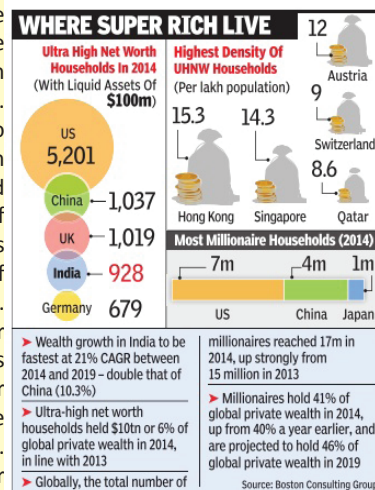 WHERE SUPER RICH LIVE
Ultra High Net Worth
Households In 2014
(With Liquid Assets Of
$100m)
US
5,201
China
1,037
UK
1,019
India
928
Germany
679
Highest Density Of
UHNW Households
(Per lakh population)
15.3
Hong Kong
14.3
Singapore
12
Austria
9
Switzerland
8.6
Qatar
Most Millionaire Households (2014)
7m
4m
1m
US
China
Japan
➤ Wealth growth in India to be
fastest at 21% CAGR between
2014 and 2019 – double that of
China (10.3%)
➤ Ultra-high net worth
households held $10tn or 6% of
global private wealth in 2014,
in line with 2013
➤ Globally, the total number of
millionaires reached 17m in
2014, up strongly from
15 million in 2013
➤ Millionaires hold 41% of
global private wealth in 2014,
up from 40% a year earlier, and
are projected to hold 46% of
global private wealth in 2019
Source: Boston Consulting Group